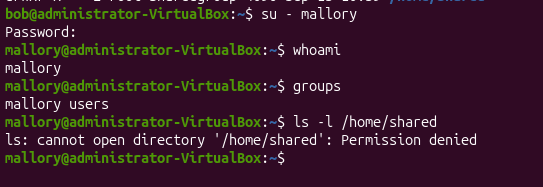 bob@administrator-VirtualBox:~$ su - mallory
Password:
mallory@administrator-VirtualBox:~$ whoami
mallory
mallory@administrator-VirtualBox:~$ groups
mallory users
mallory@administrator-VirtualBox:~$ ls -l /home/shared
ls: cannot open directory '/home/shared': Permission denied
mallory@administrator-VirtualBox:~$